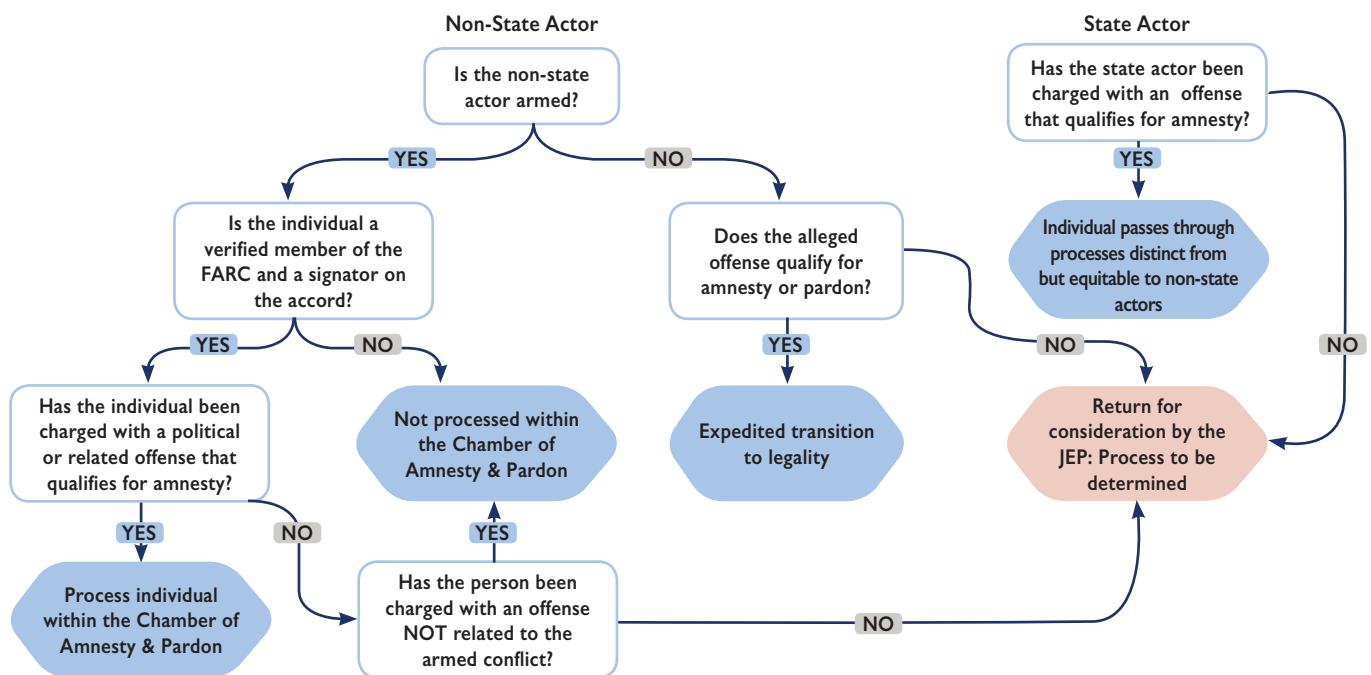 Non-State Actor
State Actor
Is the non-state
actor armed?
Has the state actor been
charged with an offense
that qualifies for amnesty?
YES
NO
YES
Is the individual a
verified member of the
FARC and a signator on
the accord?
Does the alleged
offense qualify for
amnesty or pardon?
Individual passes through
processes distinct from
but equitable to non-state
actors
YES
NO
YES
NO
NO
Has the individual been
charged with a political
or related offense that
qualifies for amnesty?
Not processed within
the Chamber of
Amnesty & Pardon
Expedited transition
to legality
Return for
consideration by the
JEP: Process to be
determined
YES
NO
YES
Process individual
within the Chamber of
Amnesty & Pardon
Has the person been
charged with an offense
NOT related to the
armed conflict?
NO